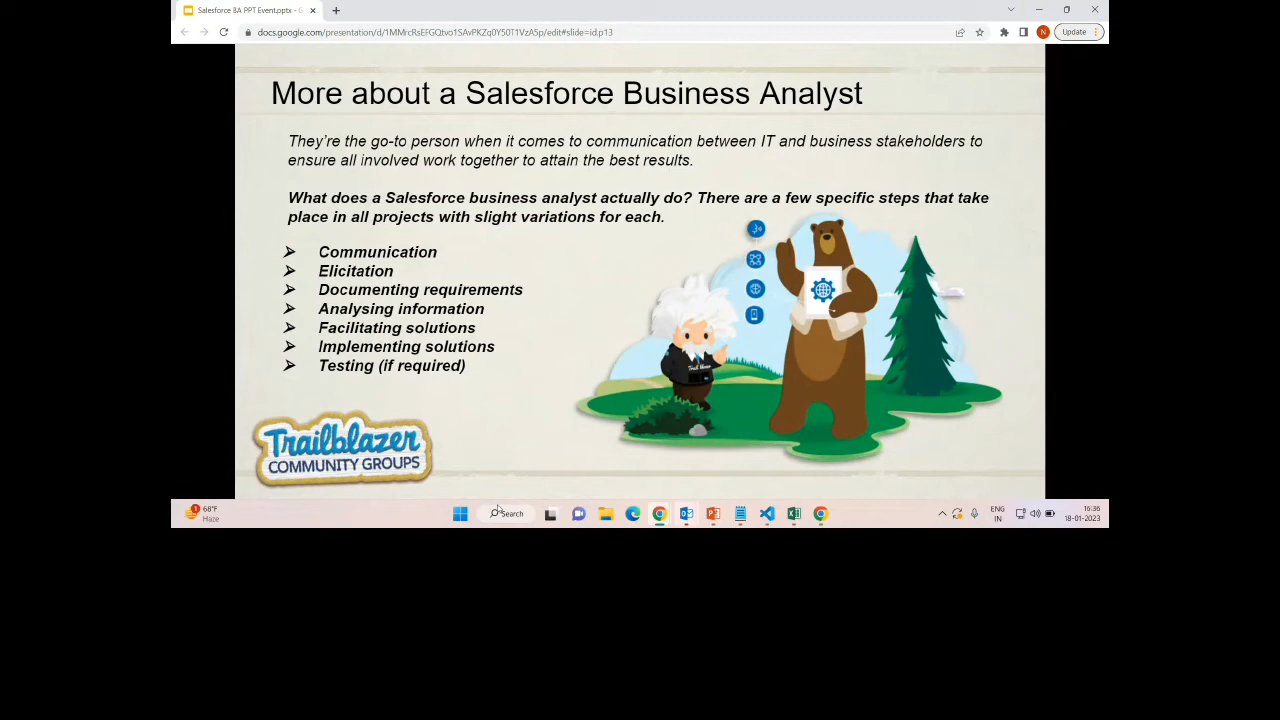 Salesforce BA PPT Event.pptx - G
docs.google.com/presentation/d/1MMrcRsEFGQtvo1SAvPKZq0Y50T1VzA5p/edit#slide=id.p13
N
Update
More about a Salesforce Business Analyst
They're the go-to person when it comes to communication between IT and business stakeholders to
ensure all involved work together to attain the best results.
What does a Salesforce business analyst actually do? There are a few specific steps that take
place in all projects with slight variations for each.
➢ Communication
➢ Elicitation
➢ Documenting requirements
➢ Analysing information
➢ Facilitating solutions
➢ Implementing solutions
➢ Testing (if required)
Trailblazer
COMMUNITY GROUPS
1
68°F
Haze
Search
ENG
IN
16:36
18-01-2023